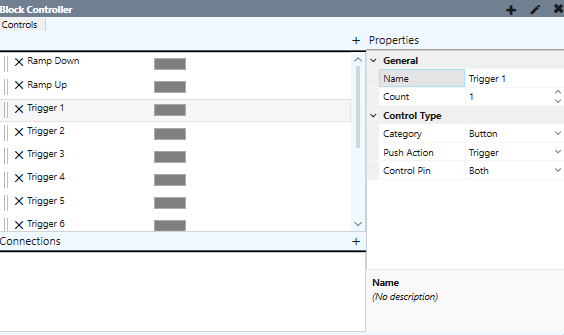 Block Controller
Controls
Ramp Down
Ramp Up
Trigger 1
Trigger 2
Trigger 3
Trigger 4
Trigger 5
Trigger 6
Connections
Properties
General
Name Trigger 1
Count 1
Control Type
Category Button
Push Action Trigger
Control Pin Both
Name
(No description)